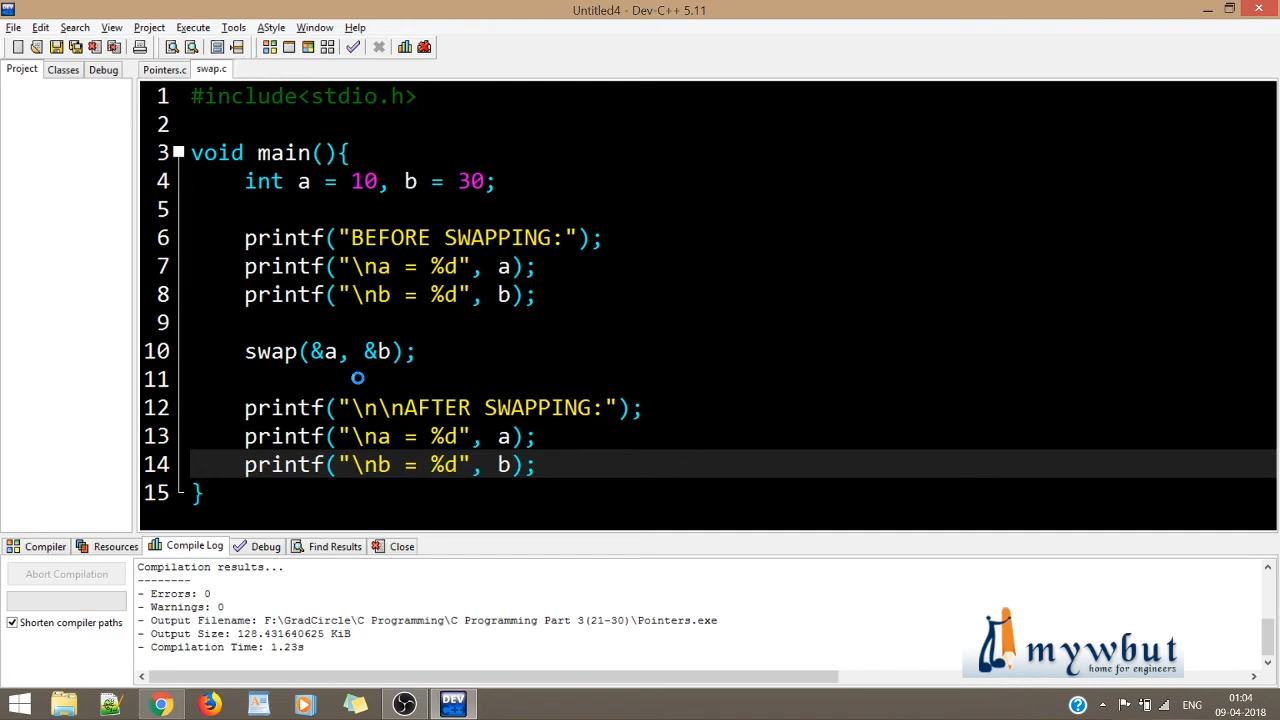 Untitled4 - Dev-C++ 5.11
File Edit Search View Project Execute Tools AStyle Window Help
Project Classes Debug Pointers.c swap.c
1 #include<stdio.h>
2
3 void main(){
4 int a = 10, b = 30;
5
6 printf("BEFORE SWAPPING:");
7 printf("\na = %d", a);
8 printf("\nb = %d", b);
9
10 swap(&a, &b);
11
12 printf("\n\nAFTER SWAPPING:");
13 printf("\na = %d", a);
14 printf("\nb = %d", b);
15 }
Compiler Resources Compile Log Debug Find Results Close
Abort Compilation
Shorten compiler paths
Compilation results...
--------
- Errors: 0
- Warnings: 0
- Output Filename: F:\GradCircle\C Programming\C Programming Part 3(21-30)\Pointers.exe
- Output Size: 128.431640625 KiB
- Compilation Time: 1.23s
mywbut
home for engineers
DEV
ENG
01:04
09-04-2018